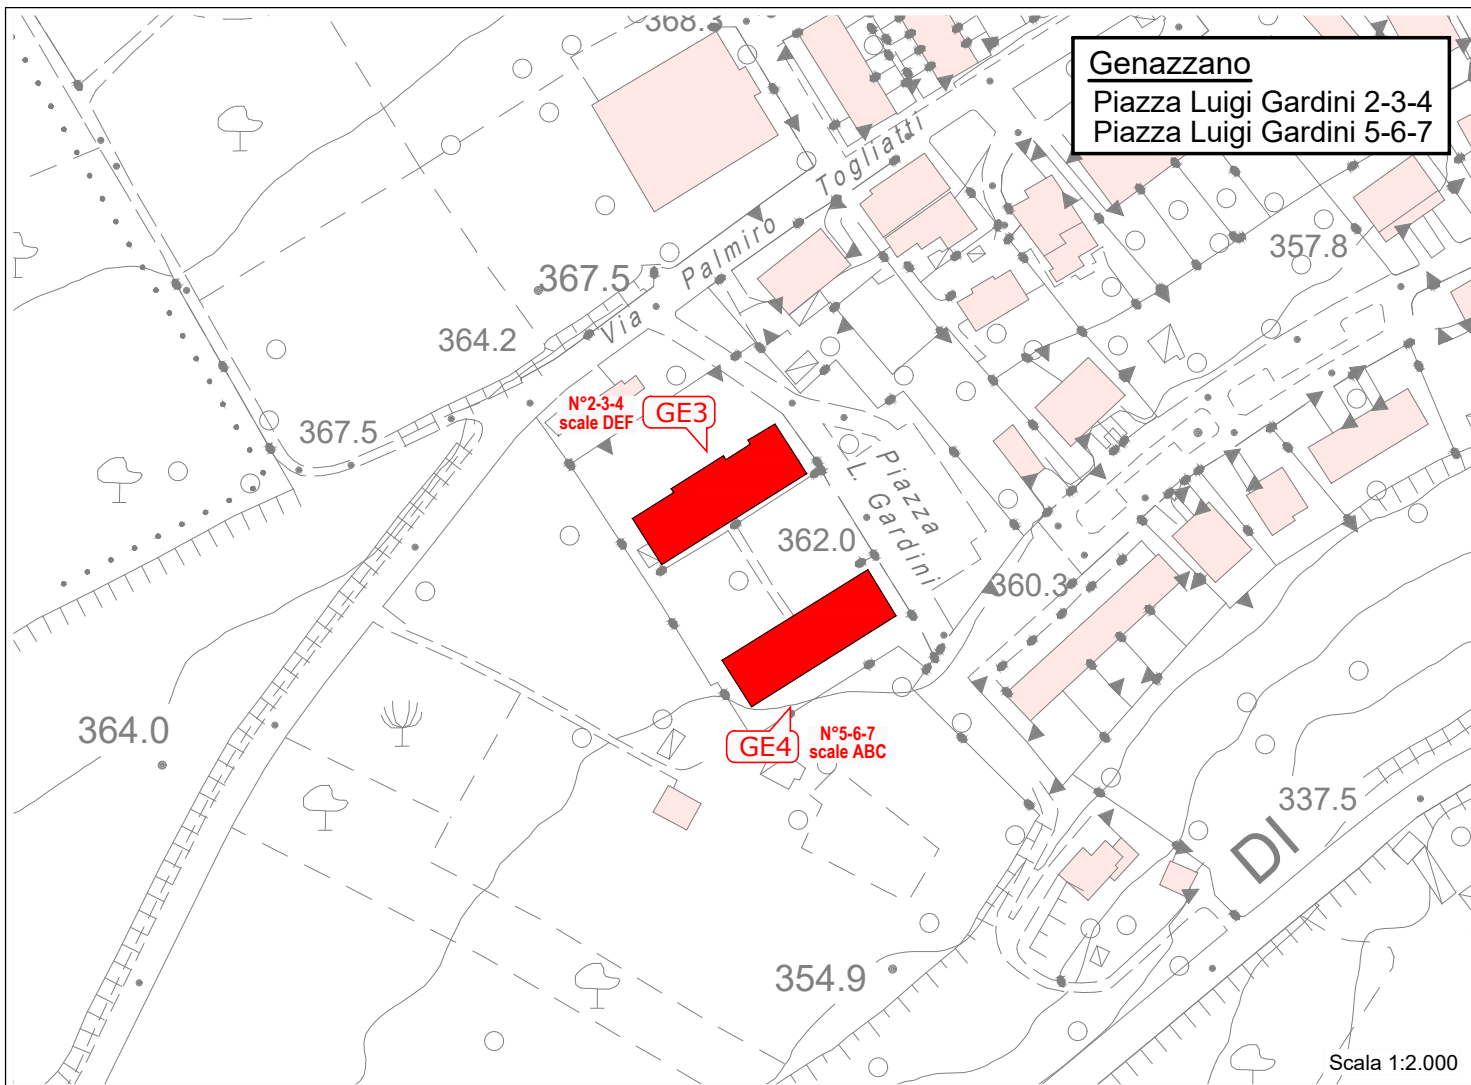 368.3
Genazzano
Piazza Luigi Gardini 2-3-4
Piazza Luigi Gardini 5-6-7
Via Palmiro Togliatti
357.8
367.5
364.2
367.5
N°2-3-4
scale DEF
GE3
Piazza
L. Gardini
362.0
360.3
364.0
GE4
N°5-6-7
scale ABC
337.5
DI
354.9
Scala 1:2.000